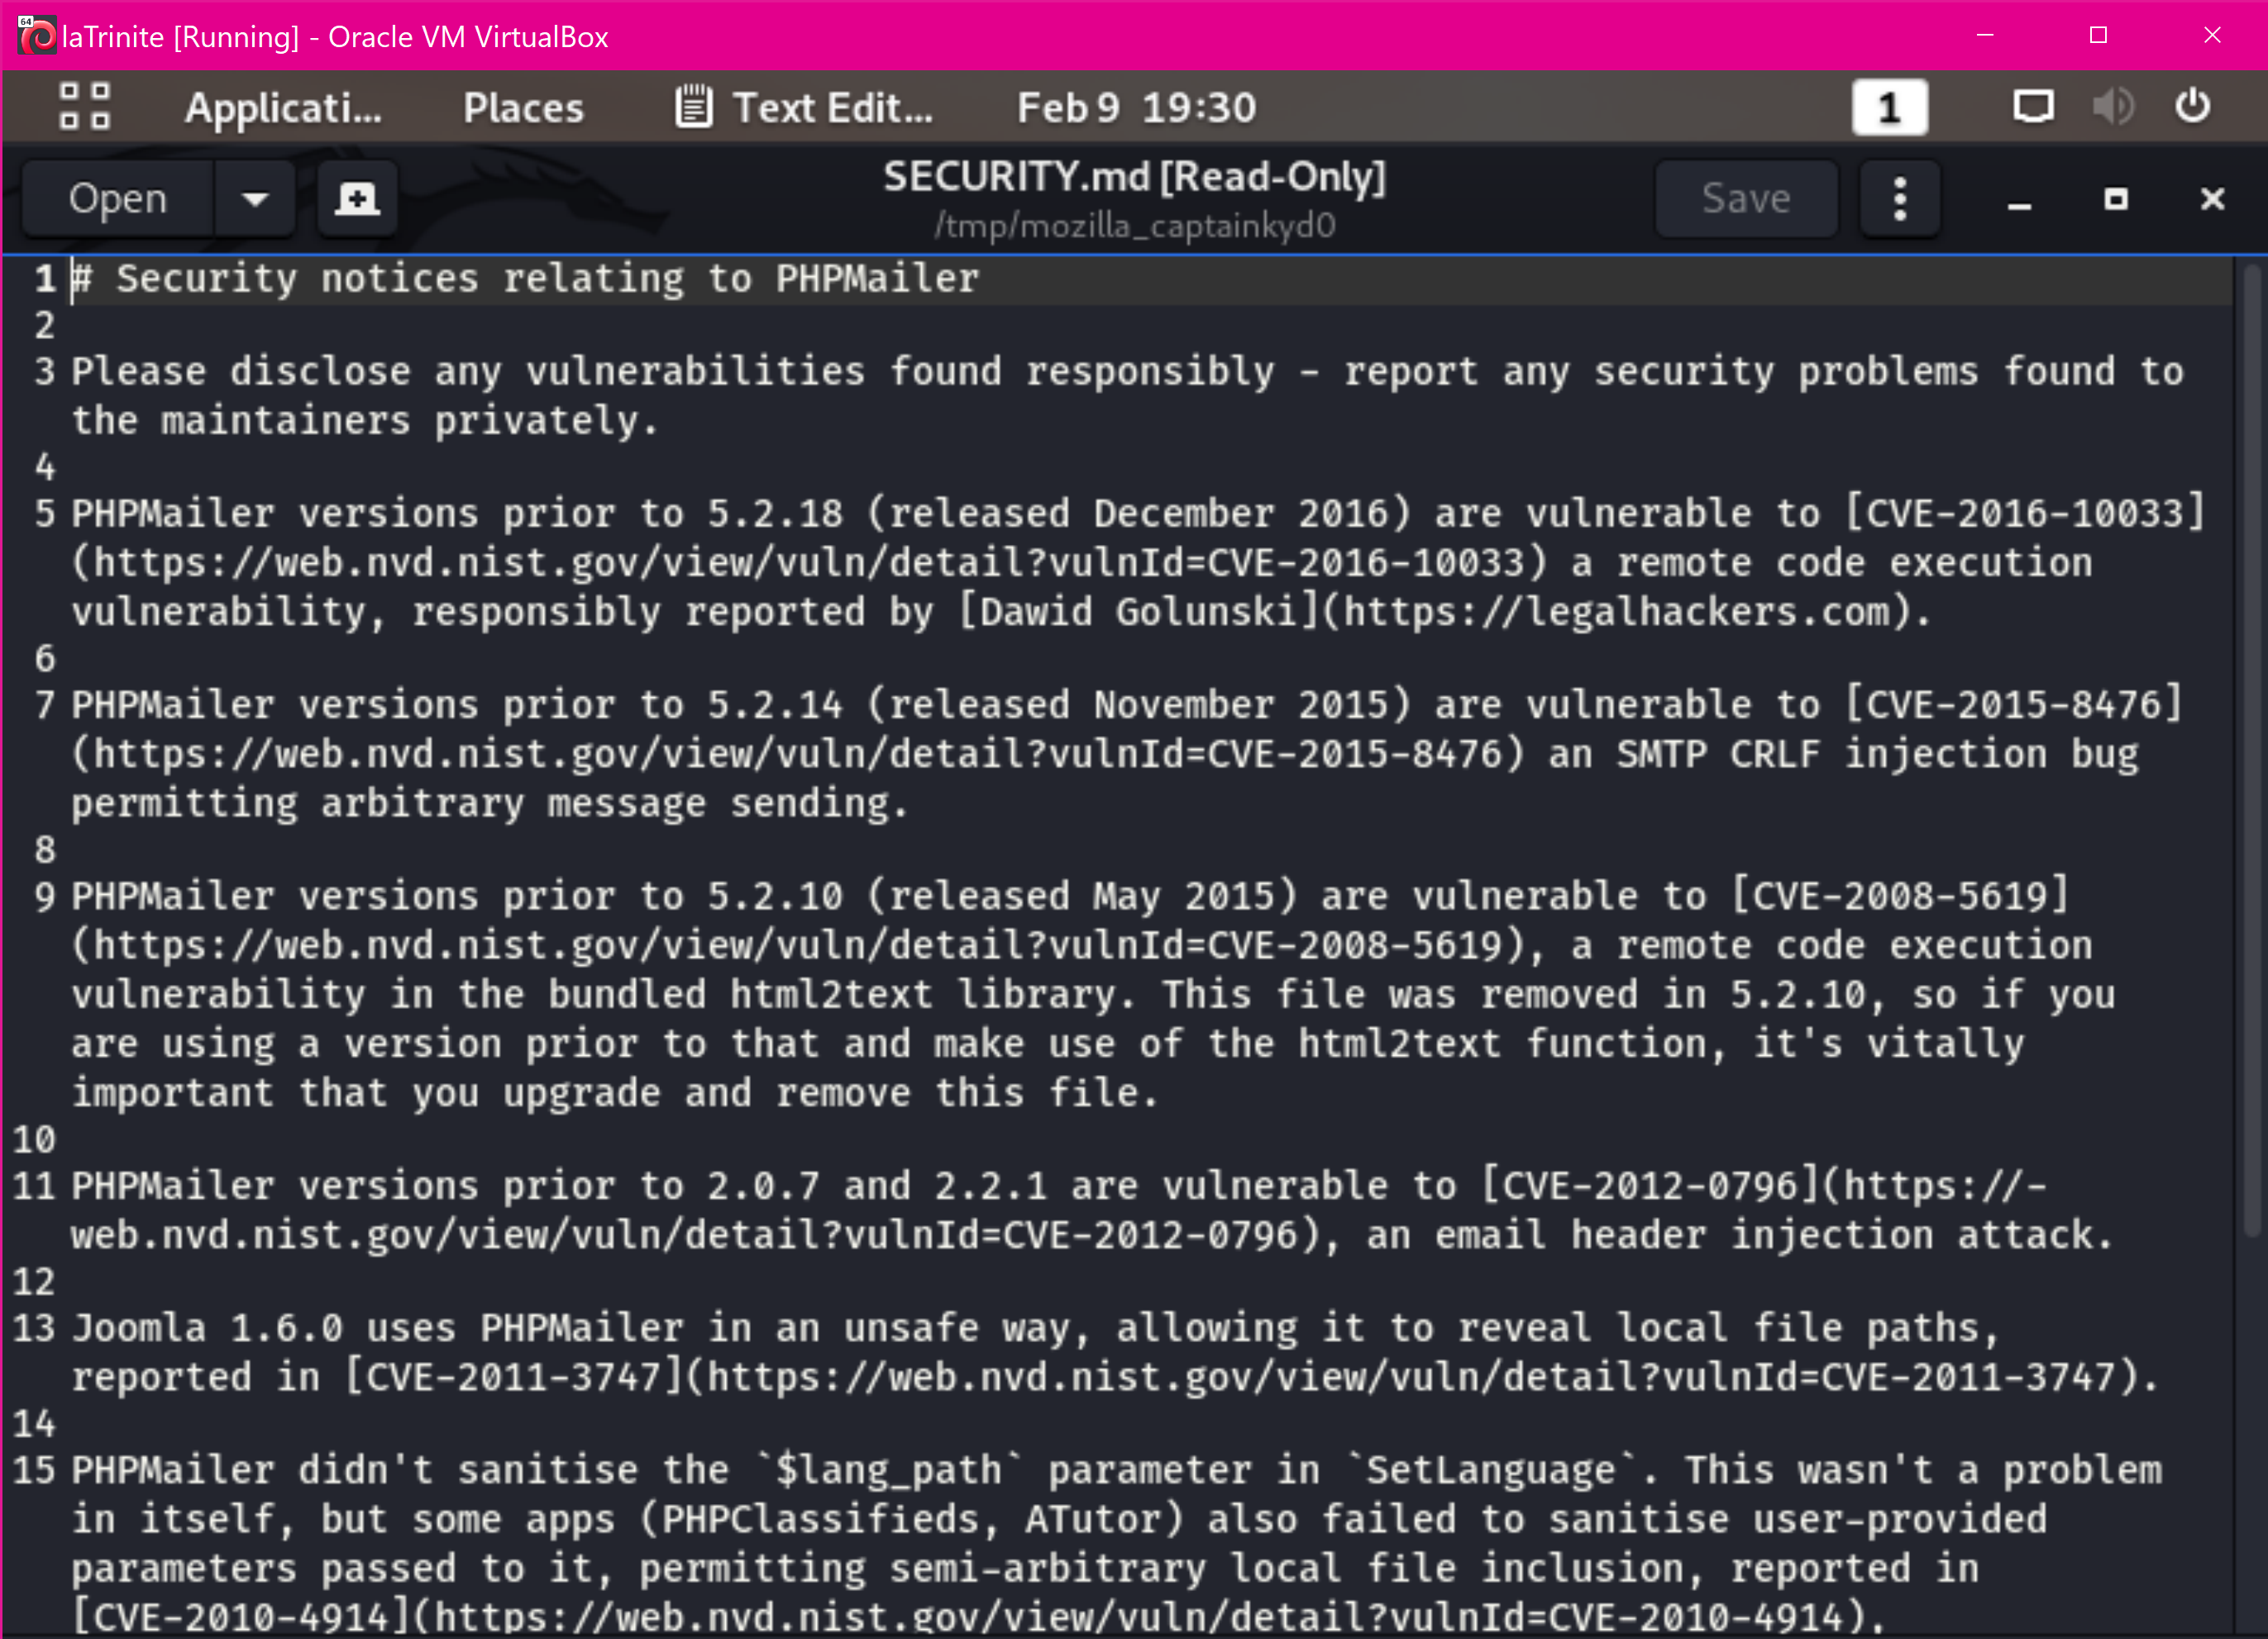 64
laTrinite [Running] - Oracle VM VirtualBox
Applicati... Places Text Edit... Feb 9 19:30 1
Open SECURITY.md [Read-Only] Save
/tmp/mozilla_captainkyd0
1 # Security notices relating to PHPMailer
2
3 Please disclose any vulnerabilities found responsibly - report any security problems found to
the maintainers privately.
4
5 PHPMailer versions prior to 5.2.18 (released December 2016) are vulnerable to [CVE-2016-10033]
(https://web.nvd.nist.gov/view/vuln/detail?vulnId=CVE-2016-10033) a remote code execution
vulnerability, responsibly reported by [Dawid Golunski](https://legalhackers.com).
6
7 PHPMailer versions prior to 5.2.14 (released November 2015) are vulnerable to [CVE-2015-8476]
(https://web.nvd.nist.gov/view/vuln/detail?vulnId=CVE-2015-8476) an SMTP CRLF injection bug
permitting arbitrary message sending.
8
9 PHPMailer versions prior to 5.2.10 (released May 2015) are vulnerable to [CVE-2008-5619]
(https://web.nvd.nist.gov/view/vuln/detail?vulnId=CVE-2008-5619), a remote code execution
vulnerability in the bundled html2text library. This file was removed in 5.2.10, so if you
are using a version prior to that and make use of the html2text function, it's vitally
important that you upgrade and remove this file.
10
11 PHPMailer versions prior to 2.0.7 and 2.2.1 are vulnerable to [CVE-2012-0796](https://-
web.nvd.nist.gov/view/vuln/detail?vulnId=CVE-2012-0796), an email header injection attack.
12
13 Joomla 1.6.0 uses PHPMailer in an unsafe way, allowing it to reveal local file paths,
reported in [CVE-2011-3747](https://web.nvd.nist.gov/view/vuln/detail?vulnId=CVE-2011-3747).
14
15 PHPMailer didn't sanitise the `$lang_path` parameter in `SetLanguage`. This wasn't a problem
in itself, but some apps (PHPClassifieds, ATutor) also failed to sanitise user-provided
parameters passed to it, permitting semi-arbitrary local file inclusion, reported in
[CVE-2010-4914](https://web.nvd.nist.gov/view/vuln/detail?vulnId=CVE-2010-4914),